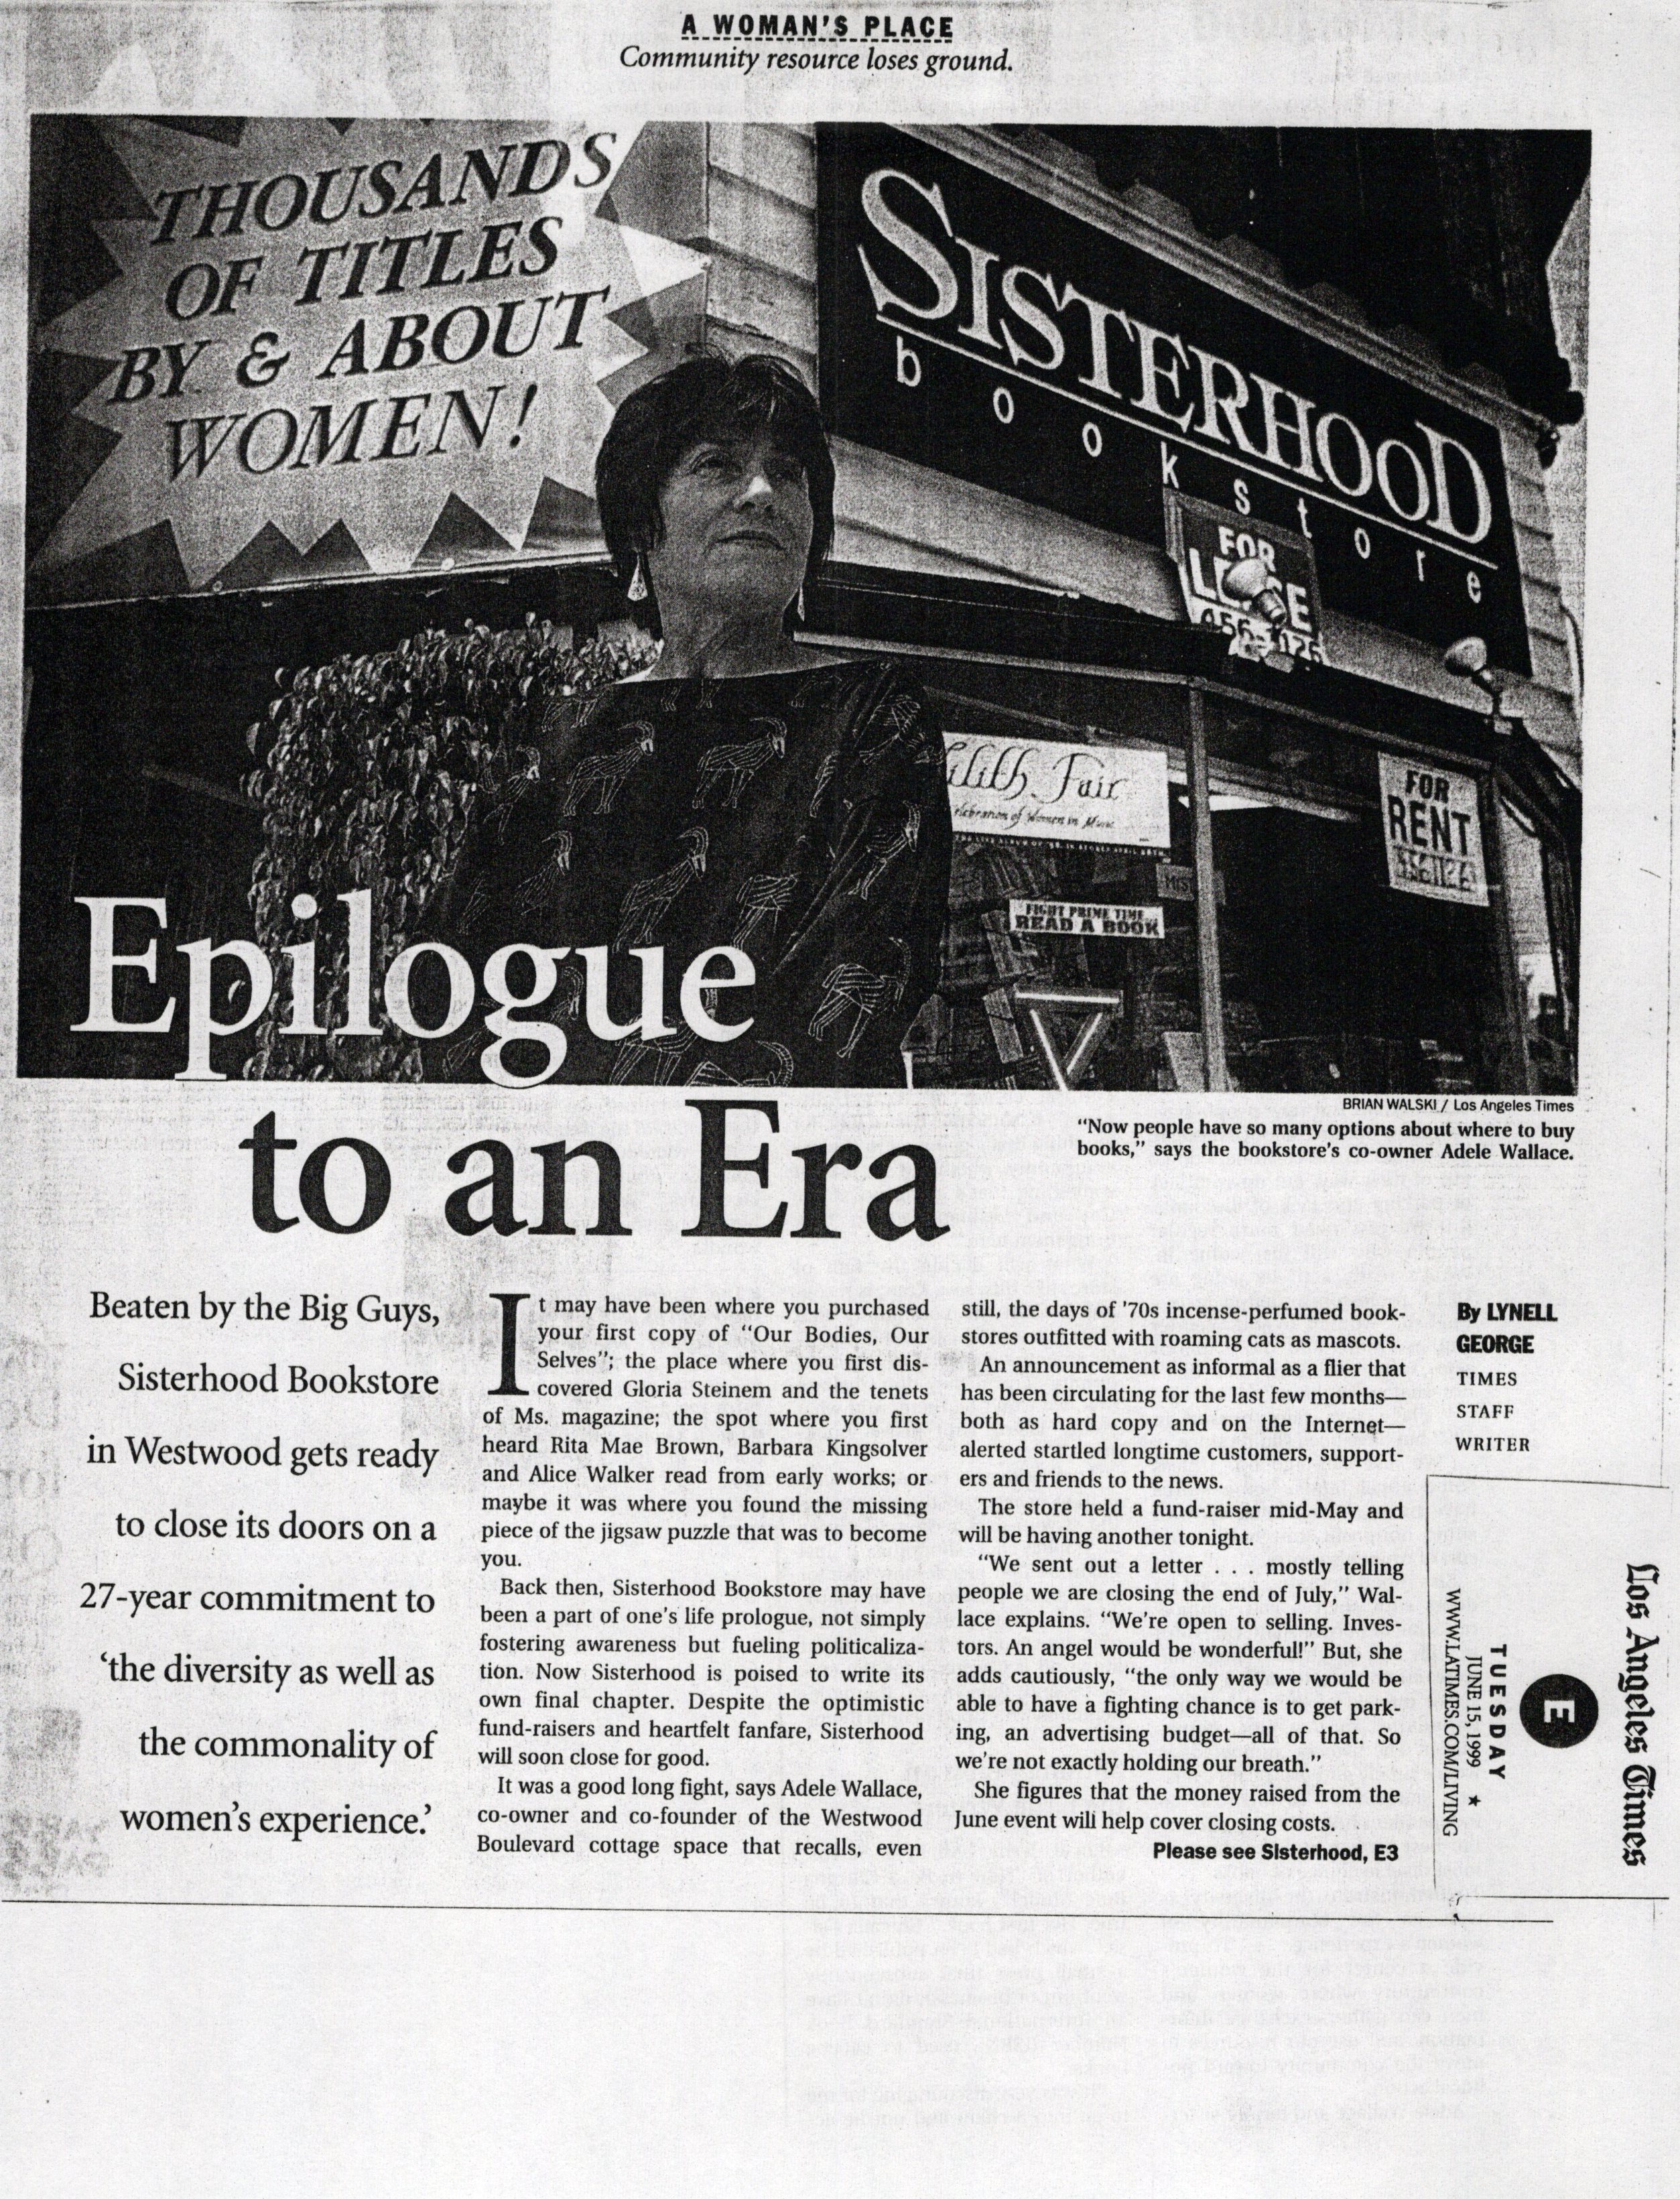 A WOMAN'S PLACE
Community resource loses ground.
THOUSANDS
OF TITLES
BY & ABOUT
WOMEN!
SISTERHOOD
bookstore
FOR
Fair
FOR
RENT
FIGHT PRIME TIME
READ A BOOK
Epilogue
to an Era
BRIAN WALSKI / Los Angeles Times
“Now people have so many options about where to buy
books,” says the bookstore's co-owner Adele Wallace.
Beaten by the Big Guys,
Sisterhood Bookstore
in Westwood gets ready
to close its doors on a
27-year commitment to
‘the diversity as well as
the commonality of
women's experience.’
It may have been where you purchased
your first copy of “Our Bodies, Our
Selves”; the place where you first dis-
covered Gloria Steinem and the tenets
of Ms. magazine; the spot where you first
heard Rita Mae Brown, Barbara Kingsolver
and Alice Walker read from early works; or
maybe it was where you found the missing
piece of the jigsaw puzzle that was to become
you.
Back then, Sisterhood Bookstore may have
been a part of one's life prologue, not simply
fostering awareness but fueling politicaliza-
tion. Now Sisterhood is poised to write its
own final chapter. Despite the optimistic
fund-raisers and heartfelt fanfare, Sisterhood
will soon close for good.
It was a good long fight, says Adele Wallace,
co-owner and co-founder of the Westwood
Boulevard cottage space that recalls, even
still, the days of '70s incense-perfumed book-
stores outfitted with roaming cats as mascots.
An announcement as informal as a flier that
has been circulating for the last few months—
both as hard copy and on the Internet—
alerted startled longtime customers, support-
ers and friends to the news.
The store held a fund-raiser mid-May and
will be having another tonight.
“We sent out a letter . . . mostly telling
people we are closing the end of July,” Wal-
lace explains. “We're open to selling. Inves-
tors. An angel would be wonderful!” But, she
adds cautiously, “the only way we would be
able to have a fighting chance is to get park-
ing, an advertising budget—all of that. So
we're not exactly holding our breath.”
She figures that the money raised from the
June event will help cover closing costs.
Please see Sisterhood, E3
By LYNELL
GEORGE
TIMES
STAFF
WRITER
Los Angeles Times
E
TUESDAY
JUNE 15, 1999 ★
WWW.LATIMES.COM/LIVING